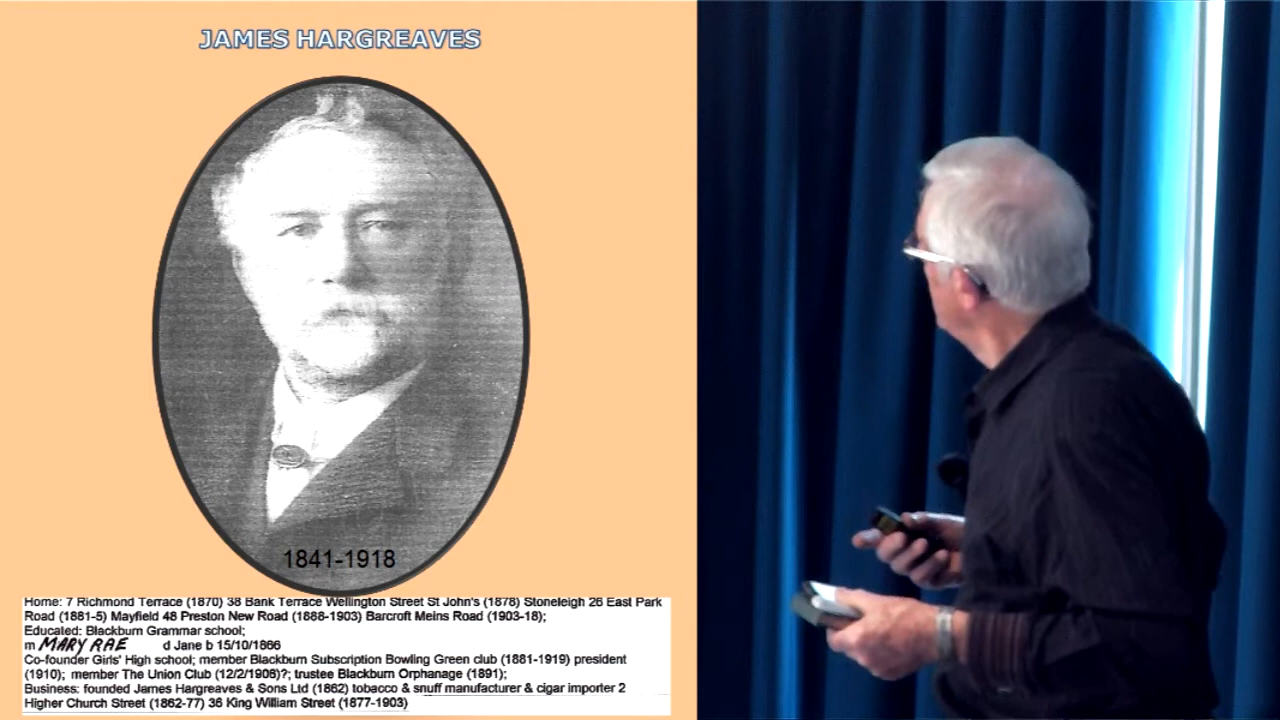 JAMES HARGREAVES
1841-1918
Home: 7 Richmond Terrace (1870) 38 Bank Terrace Wellington Street St John's (1878) Stoneleigh 26 East Park
Road (1881-5) Mayfield 48 Preston New Road (1888-1903) Barcroft Meins Road (1903-18);
Educated: Blackburn Grammar school;
m MARY RAE d Jane b 15/10/1866
Co-founder Girls' High school; member Blackburn Subscription Bowling Green club (1881-1919) president
(1910); member The Union Club (12/2/1906)?; trustee Blackburn Orphanage (1891);
Business: founded James Hargreaves & Sons Ltd (1862) tobacco & snuff manufacturer & cigar importer 2
Higher Church Street (1862-77) 36 King William Street (1877-1903)